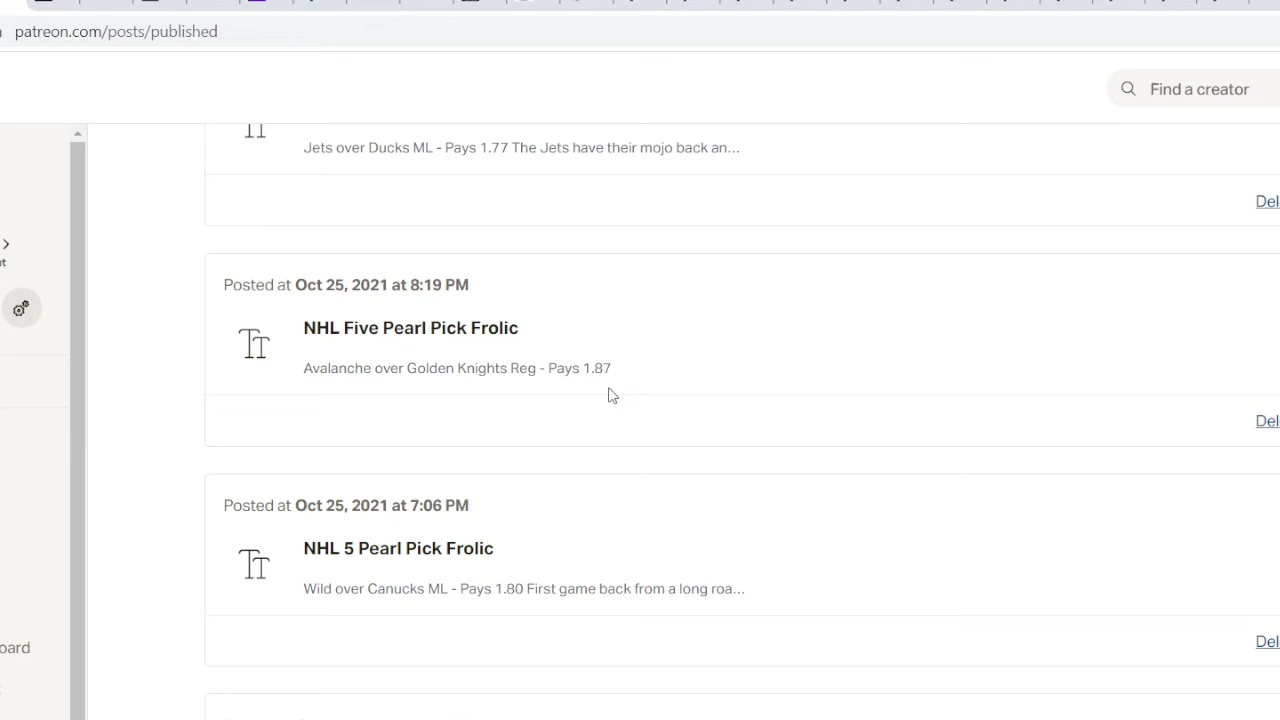 patreon.com/posts/published
Find a creator
Jets over Ducks ML - Pays 1.77 The Jets have their mojo back an...
Del
Posted at Oct 25, 2021 at 8:19 PM
NHL Five Pearl Pick Frolic
Avalanche over Golden Knights Reg - Pays 1.87
Del
Posted at Oct 25, 2021 at 7:06 PM
NHL 5 Pearl Pick Frolic
Wild over Canucks ML - Pays 1.80 First game back from a long roa...
oard
Del